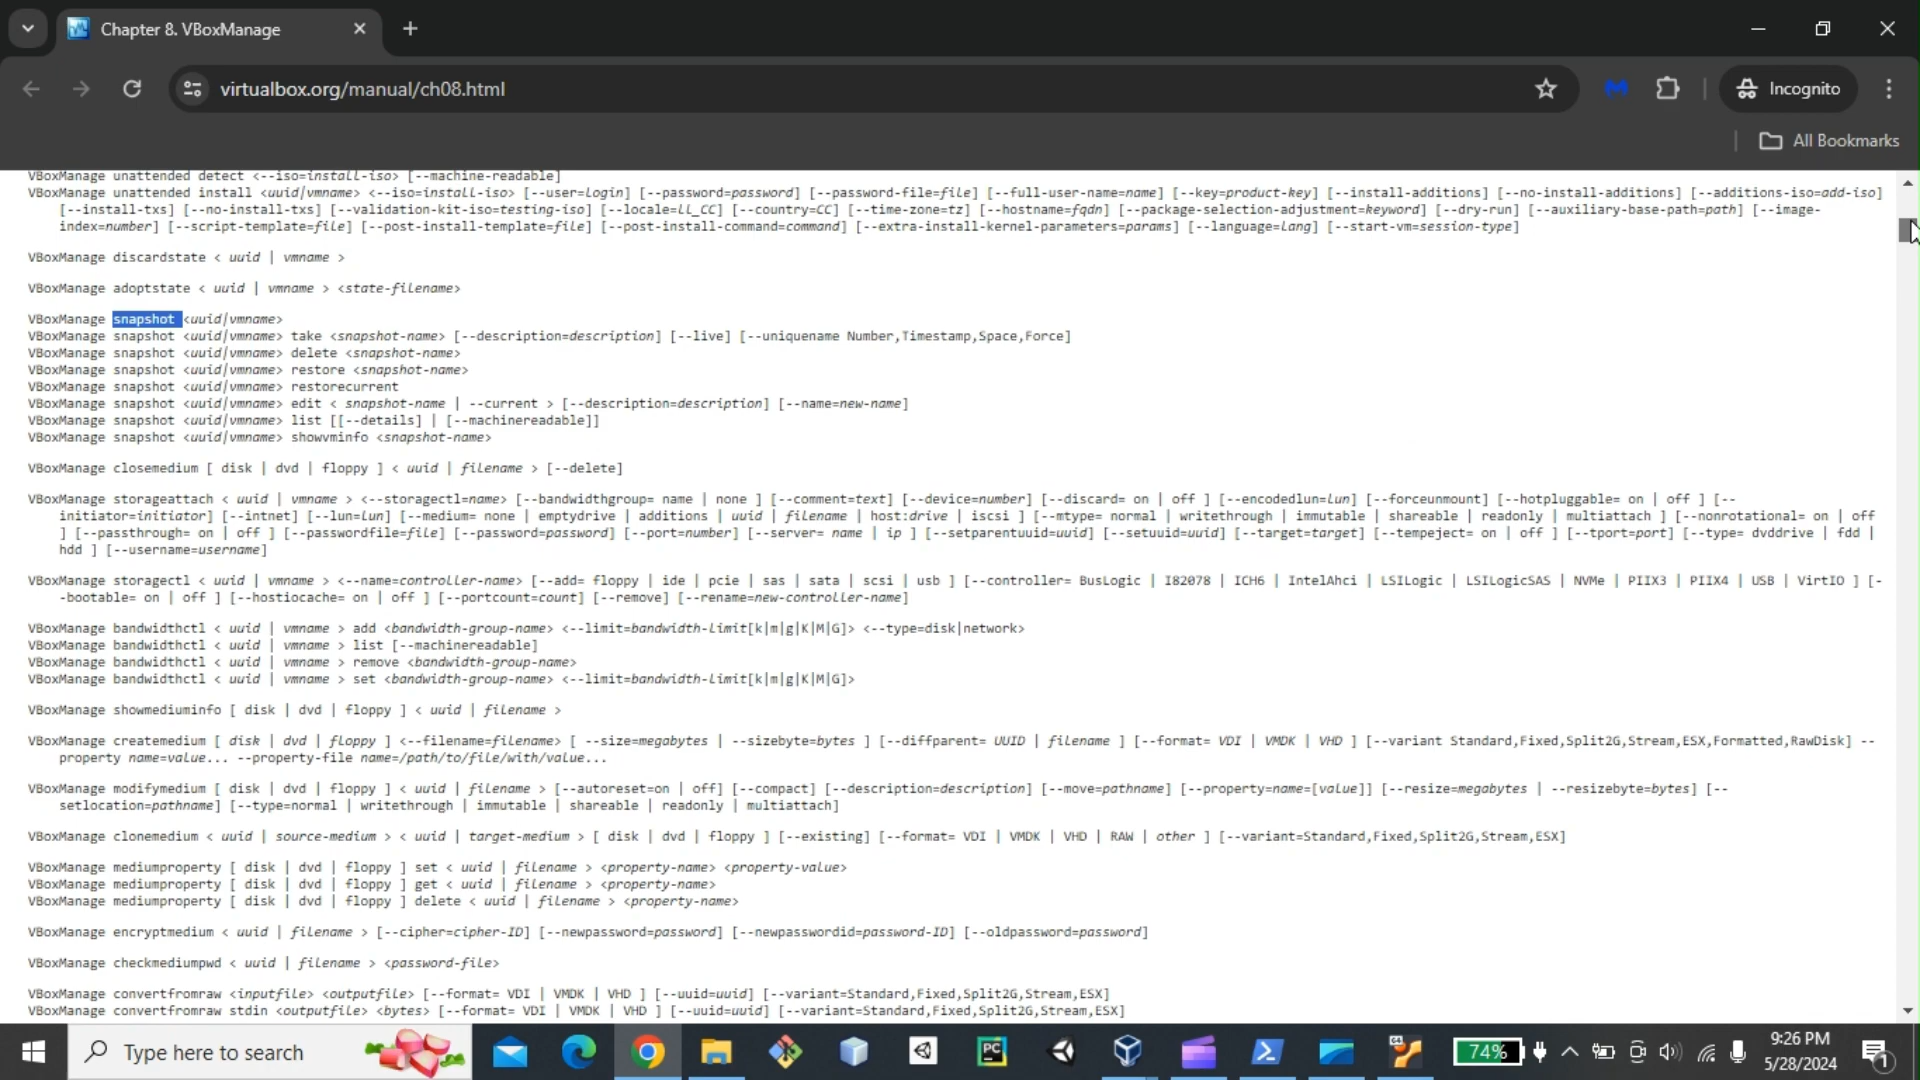 Chapter 8. VBoxManage
virtualbox.org/manual/ch08.html
Incognito
All Bookmarks
VBoxManage unattended detect <--iso=install-iso> [--machine-readable]
VBoxManage unattended install <uuid|vmname> <--iso=install-iso> [--user=login] [--password=password] [--password-file=file] [--full-user-name=name] [--key=product-key] [--install-additions] [--no-install-additions] [--additions-iso=add-iso]
[--install-txs] [--no-install-txs] [--validation-kit-iso=testing-iso] [--locale=ll_CC] [--country=CC] [--time-zone=tz] [--hostname=fqdn] [--package-selection-adjustment=keyword] [--dry-run] [--auxiliary-base-path=path] [--image-
index=number] [--script-template=file] [--post-install-template=file] [--post-install-command=command] [--extra-install-kernel-parameters=params] [--language=lang] [--start-vm=session-type]
VBoxManage discardstate < uuid | vmname >
VBoxManage adoptstate < uuid | vmname > <state-filename>
VBoxManage snapshot <uuid|vmname>
VBoxManage snapshot <uuid|vmname> take <snapshot-name> [--description=description] [--live] [--uniquename Number,Timestamp,Space,Force]
VBoxManage snapshot <uuid|vmname> delete <snapshot-name>
VBoxManage snapshot <uuid|vmname> restore <snapshot-name>
VBoxManage snapshot <uuid|vmname> restorecurrent
VBoxManage snapshot <uuid|vmname> edit < snapshot-name | --current > [--description=description] [--name=new-name]
VBoxManage snapshot <uuid|vmname> list [[--details] | [--machinereadable]]
VBoxManage snapshot <uuid|vmname> showvminfo <snapshot-name>
VBoxManage closemedium [ disk | dvd | floppy ] < uuid | filename > [--delete]
VBoxManage storageattach < uuid | vmname > <--storagectl=name> [--bandwidthgroup= name | none ] [--comment=text] [--device=number] [--discard= on | off ] [--encodedlun=lun] [--forceunmount] [--hotpluggable= on | off ] [--
initiator=initiator] [--intnet] [--lun=lun] [--medium= none | emptydrive | additions | uuid | filename | host:drive | iscsi ] [--mtype= normal | writethrough | immutable | shareable | readonly | multiattach ] [--nonrotational= on | off
] [--passthrough= on | off ] [--passwordfile=file] [--password=password] [--port=number] [--server= name | ip ] [--setparentuuid=uuid] [--setuuid=uuid] [--target=target] [--tempeject= on | off ] [--tport=port] [--type= dvddrive | fdd |
hdd ] [--username=username]
VBoxManage storagectl < uuid | vmname > <--name=controller-name> [--add= floppy | ide | pcie | sas | sata | scsi | usb ] [--controller= BusLogic | I82078 | ICH6 | IntelAhci | LSILogic | LSILogicSAS | NVMe | PIIX3 | PIIX4 | USB | VirtIO ] [-
-bootable= on | off ] [--hostiocache= on | off ] [--portcount=count] [--remove] [--rename=new-controller-name]
VBoxManage bandwidthctl < uuid | vmname > add <bandwidth-group-name> <--limit=bandwidth-limit[k|m|g|K|M|G]> <--type=disk|network>
VBoxManage bandwidthctl < uuid | vmname > list [--machinereadable]
VBoxManage bandwidthctl < uuid | vmname > remove <bandwidth-group-name>
VBoxManage bandwidthctl < uuid | vmname > set <bandwidth-group-name> <--limit=bandwidth-limit[k|m|g|K|M|G]>
VBoxManage showmediuminfo [ disk | dvd | floppy ] < uuid | filename >
VBoxManage createmedium [ disk | dvd | floppy ] <--filename=filename> [ --size=megabytes | --sizebyte=bytes ] [--diffparent= UUID | filename ] [--format= VDI | VMDK | VHD ] [--variant Standard,Fixed,Split2G,Stream,ESX,Formatted,RawDisk] --
property name=value... --property-file name=/path/to/file/with/value...
VBoxManage modifymedium [ disk | dvd | floppy ] < uuid | filename > [--autoreset=on | off] [--compact] [--description=description] [--move=pathname] [--property=name=[value]] [--resize=megabytes | --resizebyte=bytes] [--
setlocation=pathname] [--type=normal | writethrough | immutable | shareable | readonly | multiattach]
VBoxManage clonemedium < uuid | source-medium > < uuid | target-medium > [ disk | dvd | floppy ] [--existing] [--format= VDI | VMDK | VHD | RAW | other ] [--variant=Standard,Fixed,Split2G,Stream,ESX]
VBoxManage mediumproperty [ disk | dvd | floppy ] set < uuid | filename > <property-name> <property-value>
VBoxManage mediumproperty [ disk | dvd | floppy ] get < uuid | filename > <property-name>
VBoxManage mediumproperty [ disk | dvd | floppy ] delete < uuid | filename > <property-name>
VBoxManage encryptmedium < uuid | filename > [--cipher=cipher-ID] [--newpassword=password] [--newpasswordid=password-ID] [--oldpassword=password]
VBoxManage checkmediumpwd < uuid | filename > <password-file>
VBoxManage convertfromraw <inputfile> <outputfile> [--format= VDI | VMDK | VHD ] [--uuid=uuid] [--variant=Standard,Fixed,Split2G,Stream,ESX]
VBoxManage convertfromraw stdin <outputfile> <bytes> [--format= VDI | VMDK | VHD ] [--uuid=uuid] [--variant=Standard,Fixed,Split2G,Stream,ESX]
Type here to search
PC
64
74%
9:26 PM
5/28/2024
1